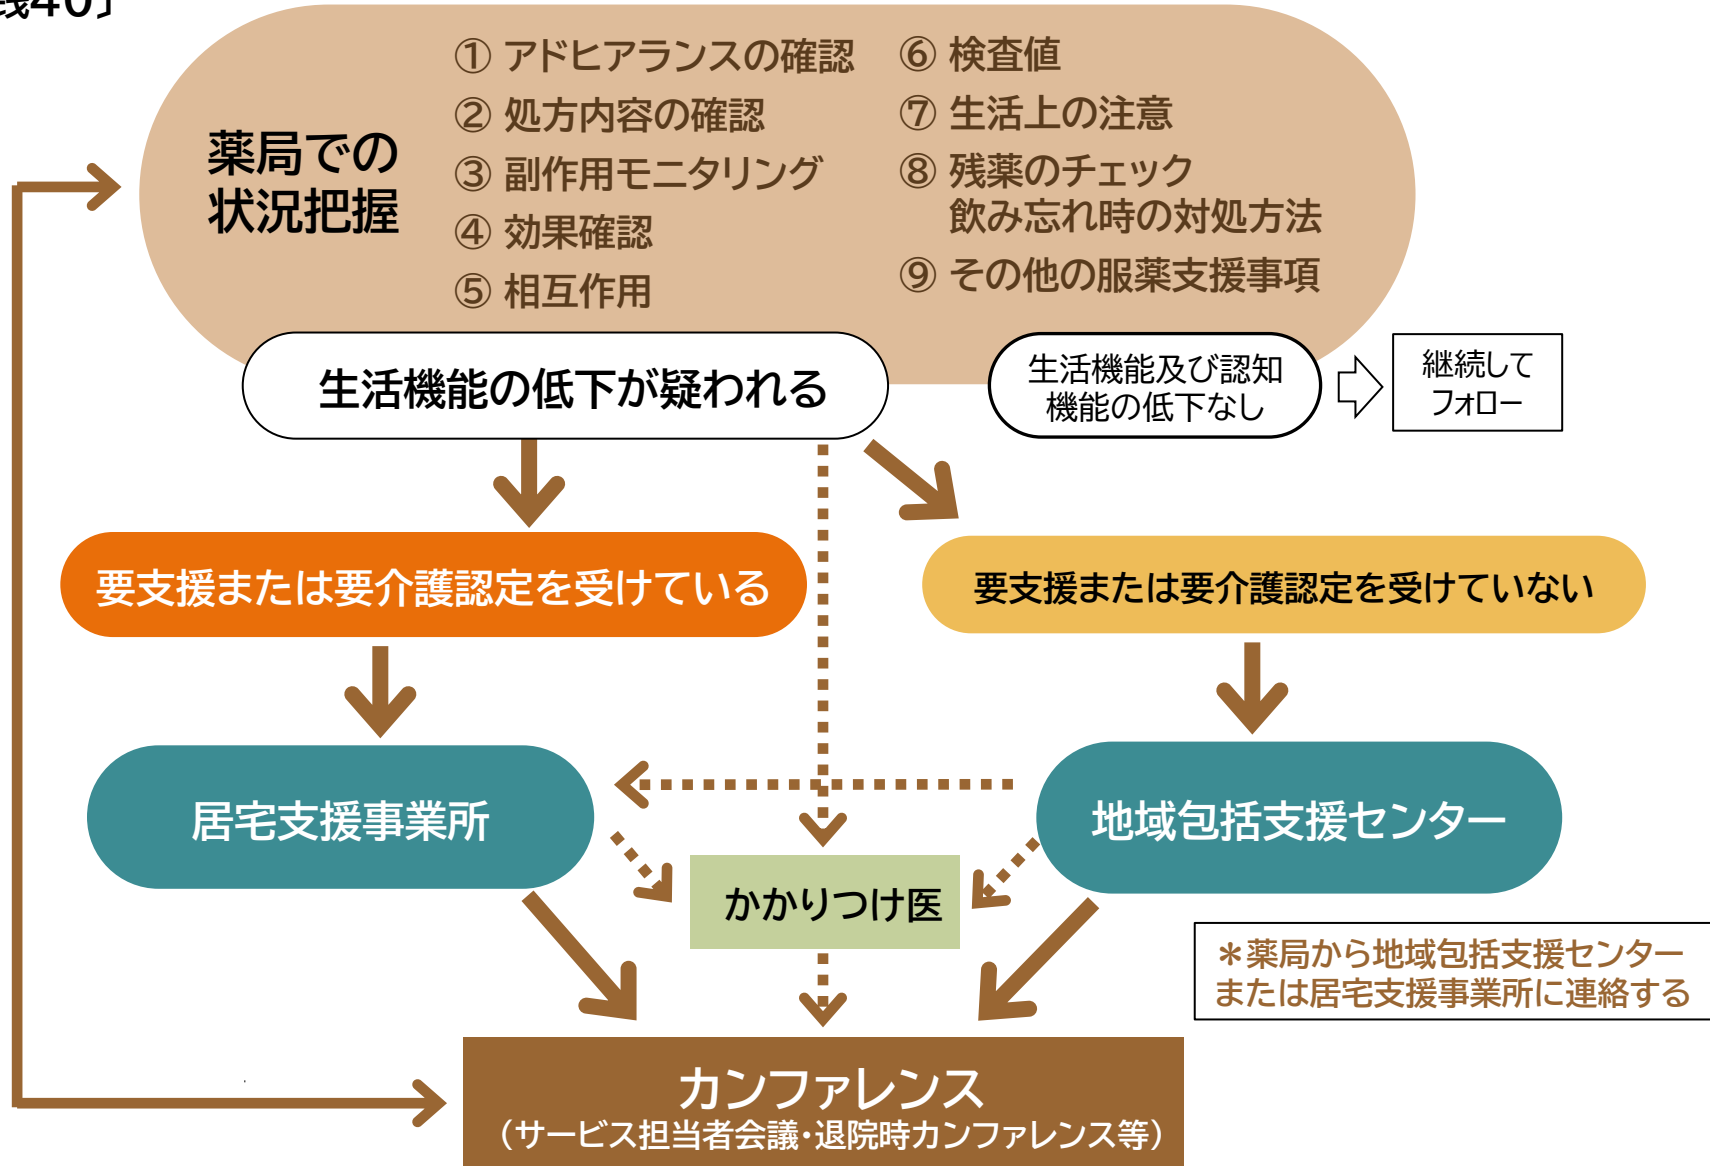 践40〕
薬局での
状況把握
① アドヒアランスの確認
② 処方内容の確認
③ 副作用モニタリング
④ 効果確認
⑤ 相互作用
⑥ 検査値
⑦ 生活上の注意
⑧ 残薬のチェック
飲み忘れ時の対処方法
⑨ その他の服薬支援事項
生活機能の低下が疑われる
生活機能及び認知
機能の低下なし
継続して
フォロー
要支援または要介護認定を受けている
要支援または要介護認定を受けていない
居宅支援事業所
地域包括支援センター
かかりつけ医
＊薬局から地域包括支援センター
または居宅支援事業所に連絡する
カンファレンス
（サービス担当者会議・退院時カンファレンス等）